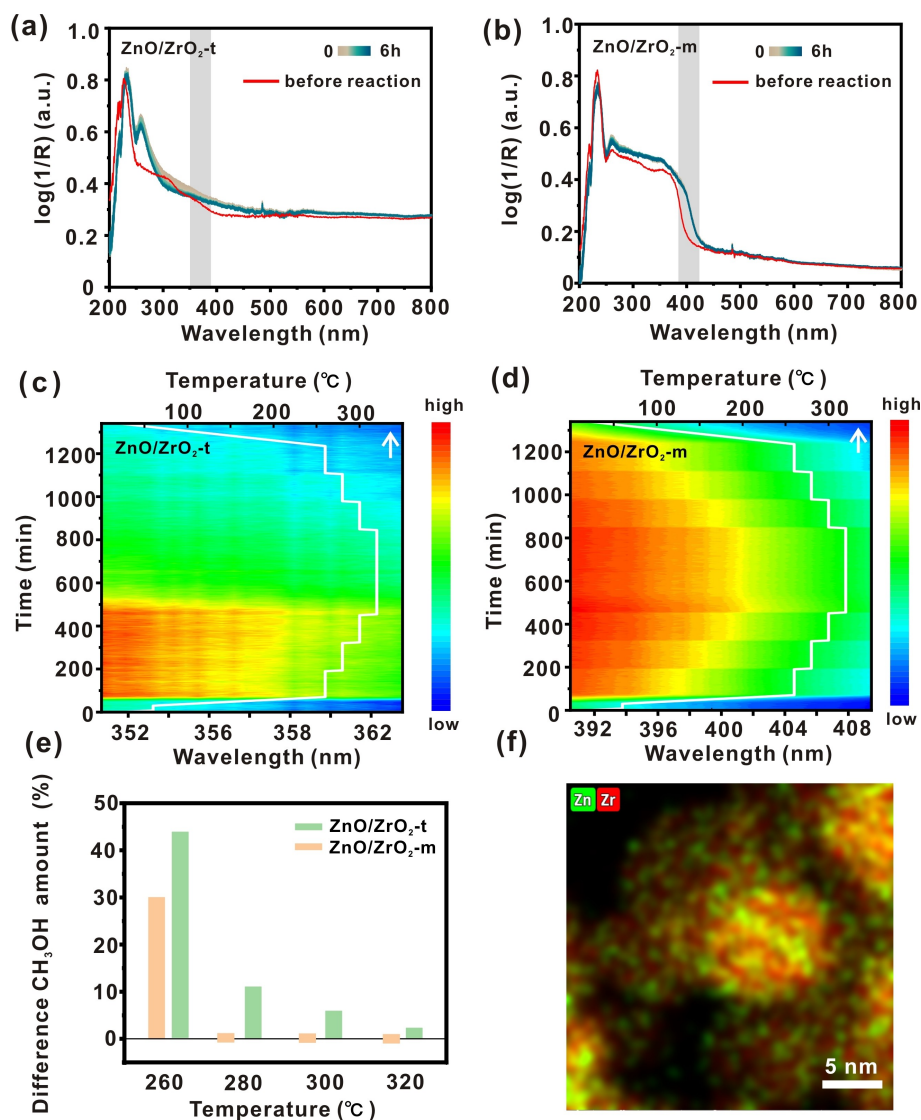 (a)
ZnO/ZrO₂-t
0 6h
before reaction
log(1/R) (a.u.)
1.0
0.8
0.6
0.4
0.2
0
200 300 400 500 600 700 800
Wavelength (nm)
(b)
ZnO/ZrO₂-m
0 6h
before reaction
log(1/R) (a.u.)
1.0
0.8
0.6
0.4
0.2
0
200 300 400 500 600 700 800
Wavelength (nm)
(c)
Temperature (℃)
100 200 300
ZnO/ZrO₂-t
Time (min)
1200
1000
800
600
400
200
0
352 354 356 358 360 362
Wavelength (nm)
high
low
(d)
Temperature (℃)
100 200 300
ZnO/ZrO₂-m
Time (min)
1200
1000
800
600
400
200
0
392 396 400 404 408
Wavelength (nm)
high
low
(e)
Difference CH₃OH amount (%)
50
40
30
20
10
0
ZnO/ZrO₂-t
ZnO/ZrO₂-m
260 280 300 320
Temperature (℃)
(f)
Zn Zr
5 nm